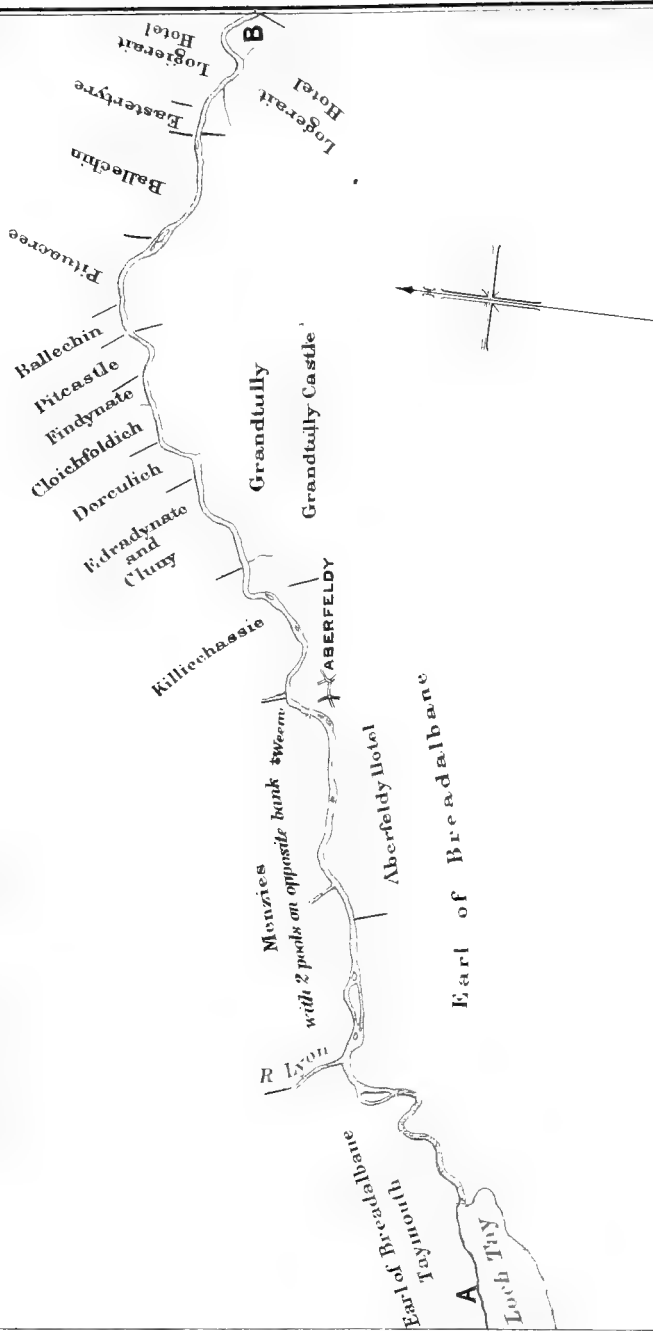 Logierait
Hotel
B
Logerait
Hotel
Eastertyre
Ballechin
Pitnacree
Ballechin
Pitcastle
Findynate
Cloichfoldich
Derculich
Edradynate
and
Cluny
Grandtully
Grandtully Castle
Killiechassie
ABERFELDY
Menzies
with 2 pools on opposite bank & Weem
Aberfeldy Hotel
Earl of Breadalbane
R Lyon
Earl of Breadalbane
Taymouth
A
Loch Tay
N